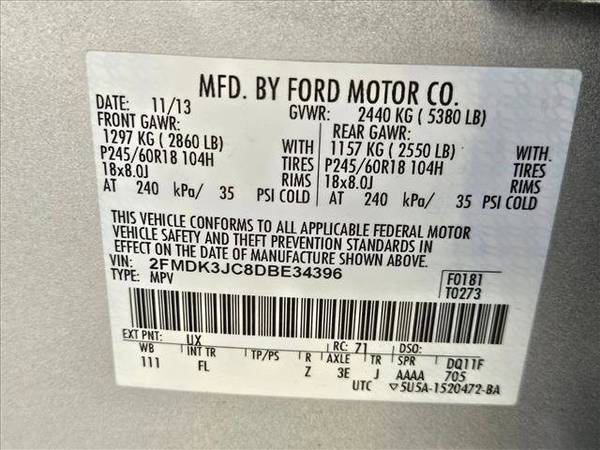 MFD. BY FORD MOTOR CO.
DATE: 11/13 GVWR: 2440 KG ( 5380 LB)
FRONT GAWR: REAR GAWR:
1297 KG ( 2860 LB) WITH 1157 KG ( 2550 LB) WITH
P245/60R18 104H TIRES P245/60R18 104H TIRES
18x8.0J RIMS 18x8.0J RIMS
AT 240 kPa/ 35 PSI COLD AT 240 kPa/ 35 PSI COLD
THIS VEHICLE CONFORMS TO ALL APPLICABLE FEDERAL MOTOR
VEHICLE SAFETY AND THEFT PREVENTION STANDARDS IN
EFFECT ON THE DATE OF MANUFACTURE SHOWN ABOVE.
VIN: 2FMDK3JC8DBE34396 F0181
TYPE: MPV T0273
EXT PNT: UX RC: 71 DSO:
WB INT TR TP/PS R AXLE TR SPR DQ11F
111 FL Z 3E J AAAA 705
UTC ▽5U5A-1520472-BA